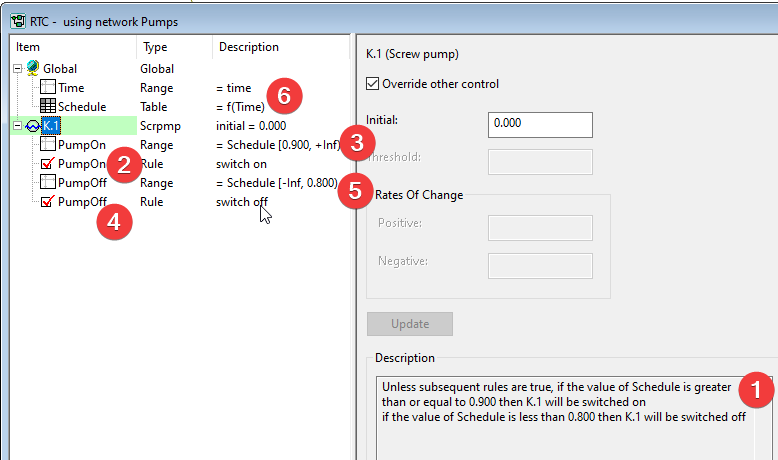 RTC - using network Pumps
Item Type Description
Global Global
Time Range = time
Schedule Table = f(Time) 6
K.1 Scrpmp initial = 0.000
PumpOn Range = Schedule [0.900, +Inf) 3
PumpOn 2 Rule switch on
PumpOff Range = Schedule [-Inf, 0.800) 5
PumpOff 4 Rule switch off
K.1 (Screw pump)
Override other control
Initial: 0.000
Threshold:
Rates Of Change
Positive:
Negative:
Update
Description
Unless subsequent rules are true, if the value of Schedule is greater 1
than or equal to 0.900 then K.1 will be switched on
if the value of Schedule is less than 0.800 then K.1 will be switched off